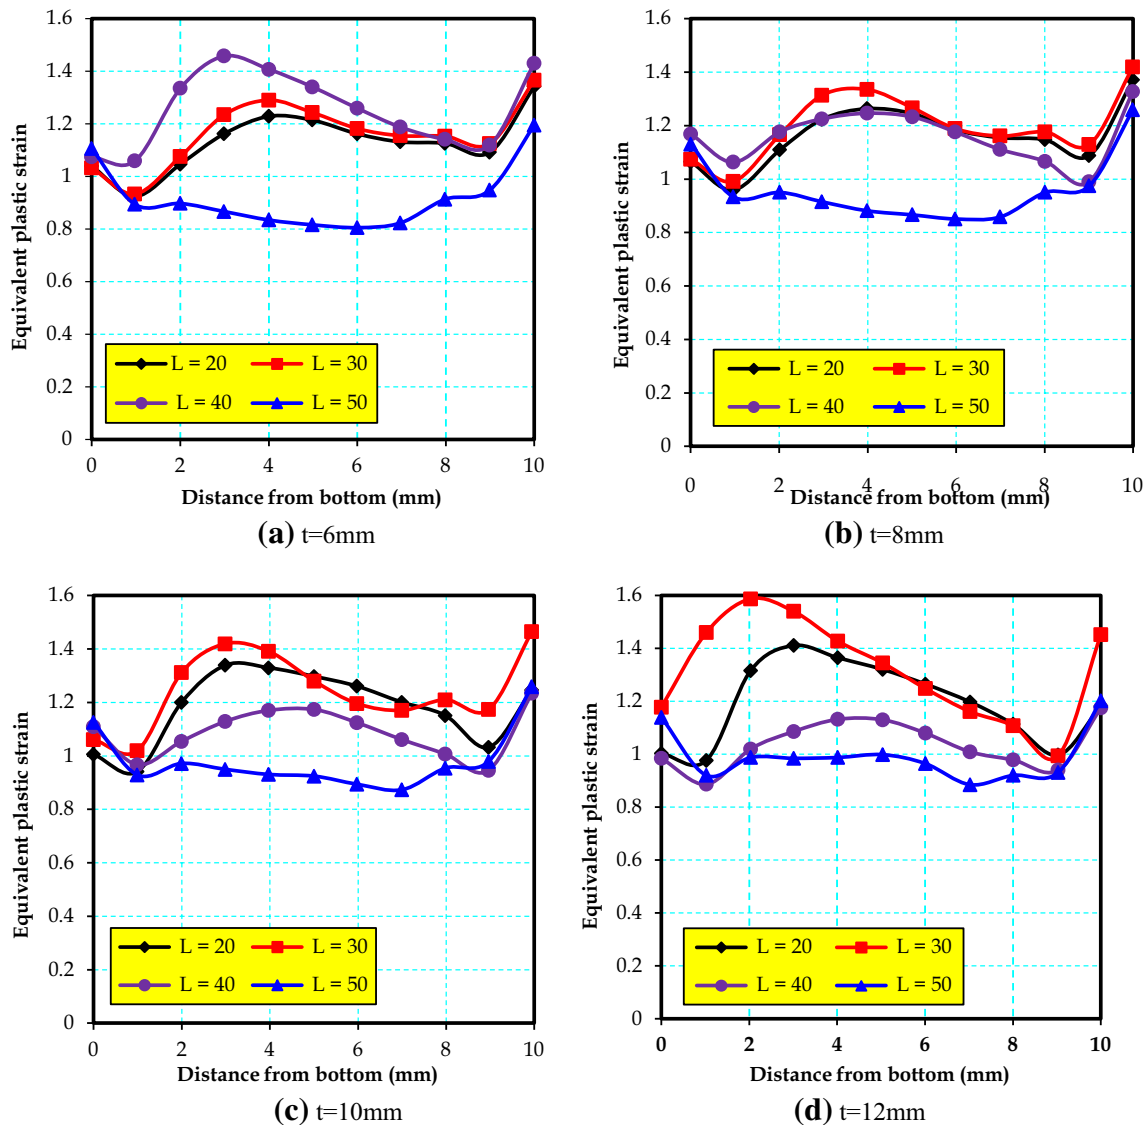 1.6
1.4
1.2
1
0.8
0.6
0.4
0.2
0
Equivalent plastic strain
L = 20 L = 30
L = 40 L = 50
0 2 4 6 8 10
Distance from bottom (mm)
(a) t=6mm
1.6
1.4
1.2
1
0.8
0.6
0.4
0.2
0
Equivalent plastic strain
L = 20 L = 30
L = 40 L = 50
0 2 4 6 8 10
Distance from bottom (mm)
(b) t=8mm
1.6
1.4
1.2
1
0.8
0.6
0.4
0.2
0
Equivalent plastic strain
L = 20 L = 30
L = 40 L = 50
0 2 4 6 8 10
Distance from bottom (mm)
(c) t=10mm
1.6
1.4
1.2
1
0.8
0.6
0.4
0.2
0
Equivalent plastic strain
L = 20 L = 30
L = 40 L = 50
0 2 4 6 8 10
Distance from bottom (mm)
(d) t=12mm